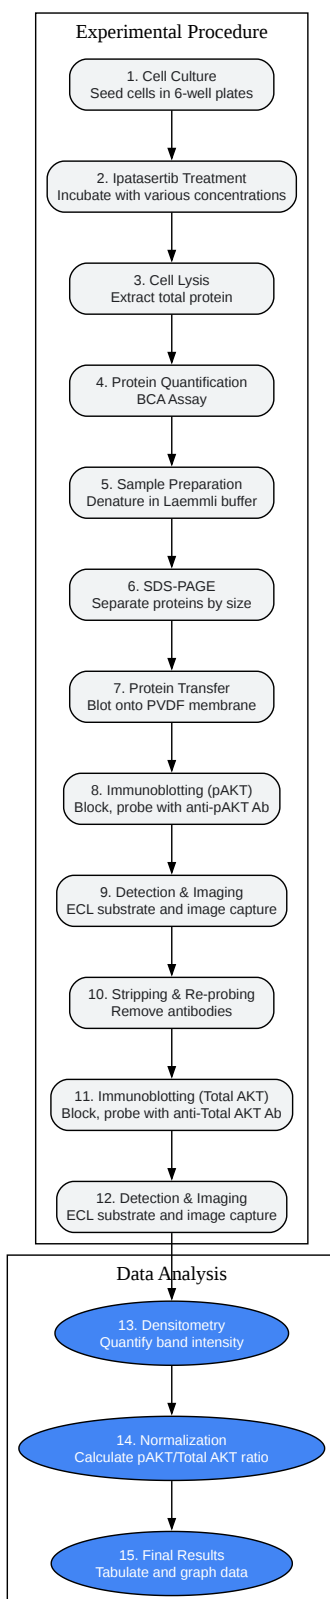 Experimental Procedure
1. Cell Culture
Seed cells in 6-well plates
2. Ipatasertib Treatment
Incubate with various concentrations
3. Cell Lysis
Extract total protein
4. Protein Quantification
BCA Assay
5. Sample Preparation
Denature in Laemmli buffer
6. SDS-PAGE
Separate proteins by size
7. Protein Transfer
Blot onto PVDF membrane
8. Immunoblotting (pAKT)
Block, probe with anti-pAKT Ab
9. Detection & Imaging
ECL substrate and image capture
10. Stripping & Re-probing
Remove antibodies
11. Immunoblotting (Total AKT)
Block, probe with anti-Total AKT Ab
12. Detection & Imaging
ECL substrate and image capture
Data Analysis
13. Densitometry
Quantify band intensity
14. Normalization
Calculate pAKT/Total AKT ratio
15. Final Results
Tabulate and graph data